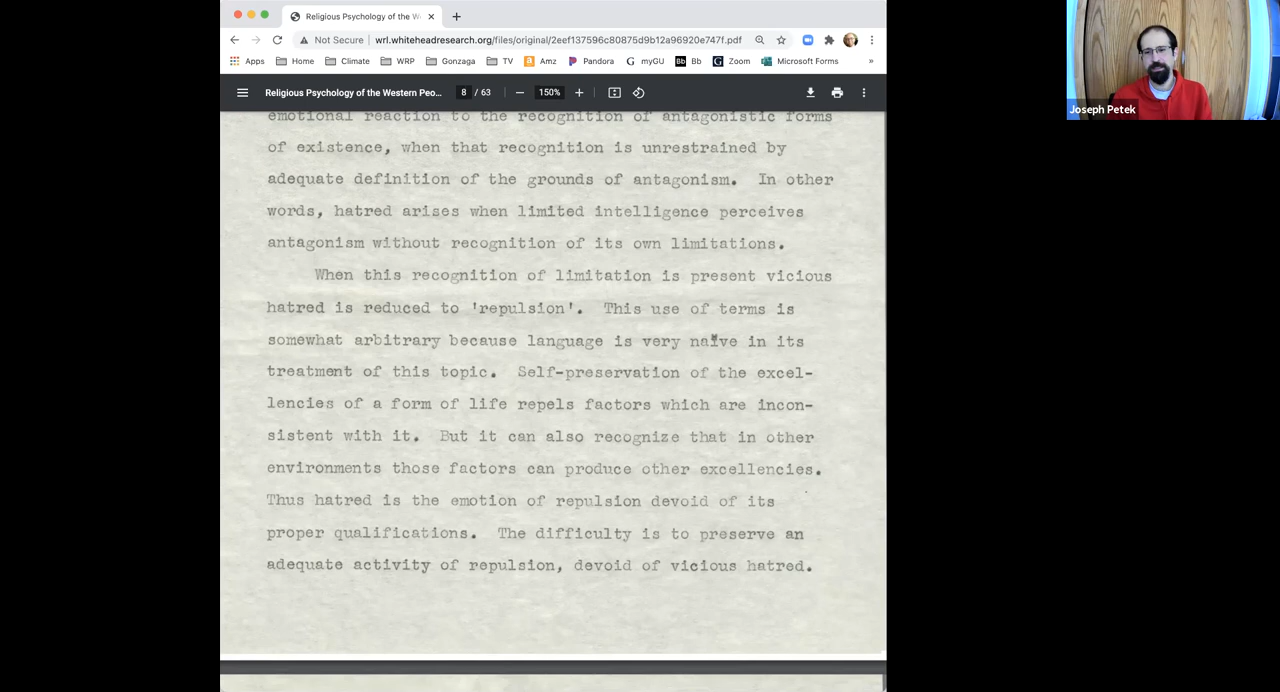 Religious Psychology of the W
Not Secure
wrl.whiteheadresearch.org/files/original/2eef137596c80875d9b12a96920e747f.pdf
Apps
Home
Climate
WRP
Gonzaga
TV
Amz
Pandora
myGU
Bb
Zoom
Microsoft Forms
»
Religious Psychology of the Western Peo...
8 / 63
150%
Joseph Petek
emotional reaction to the recognition of antagonistic forms
of existence, when that recognition is unrestrained by
adequate definition of the grounds of antagonism. In other
words, hatred arises when limited intelligence perceives
antagonism without recognition of its own limitations.
When this recognition of limitation is present vicious
hatred is reduced to 'repulsion'. This use of terms is
somewhat arbitrary because language is very naïve in its
treatment of this topic. Self-preservation of the excel-
lencies of a form of life repels factors which are incon-
sistent with it. But it can also recognize that in other
environments those factors can produce other excellencies.
Thus hatred is the emotion of repulsion devoid of its
proper qualifications. The difficulty is to preserve an
adequate activity of repulsion, devoid of vicious hatred.